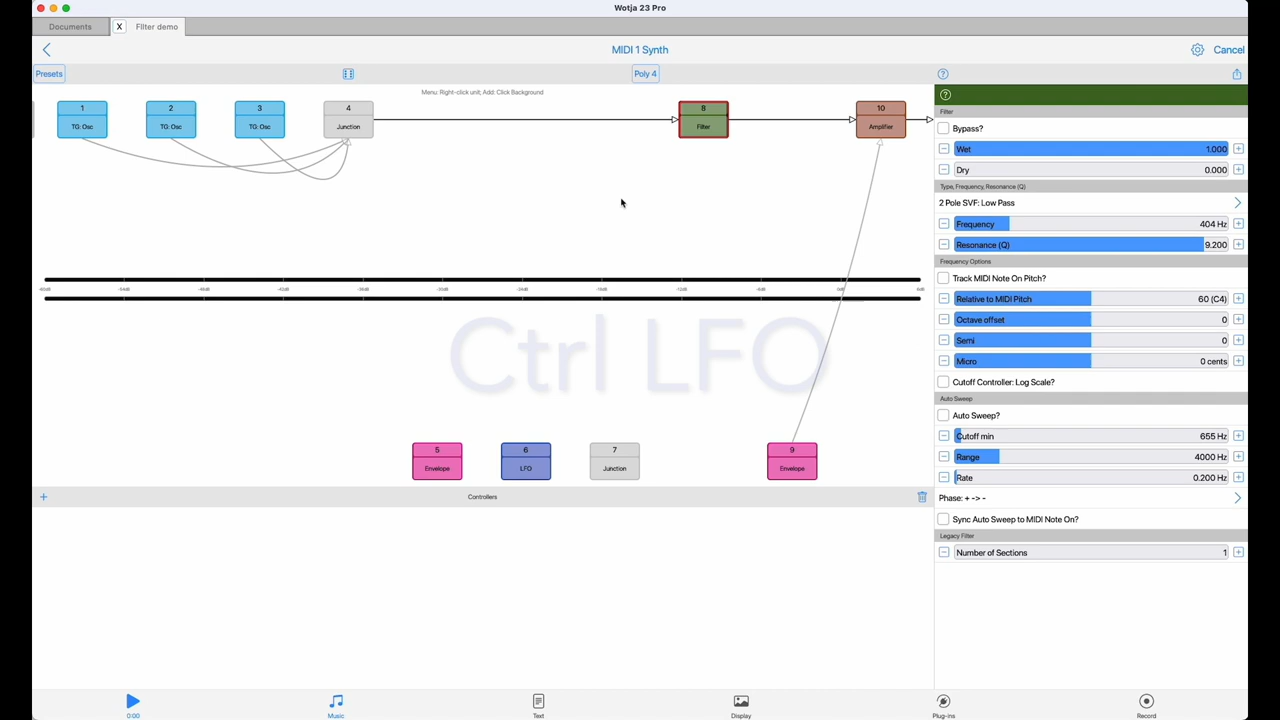 Wotja 23 Pro
Documents X Filter demo
MIDI 1 Synth Cancel
Presets Poly 4
Menu: Right-click unit; Add: Click Background
1 2 3 4 8 10
TG: Osc TG: Osc TG: Osc Junction Filter Amplifier
Filter
Bypass?
Wet 1.000
Dry 0.000
Type, Frequency, Resonance (Q)
2 Pole SVF: Low Pass
Frequency 404 Hz
Resonance (Q) 9.200
Frequency Options
Track MIDI Note On Pitch?
Relative to MIDI Pitch 60 (C4)
Octave offset 0
Semi 0
Micro 0 cents
Cutoff Controller: Log Scale?
Auto Sweep
Auto Sweep?
Cutoff min 655 Hz
Range 4000 Hz
Rate 0.200 Hz
Phase: + -> -
Sync Auto Sweep to MIDI Note On?
Legacy Filter
Number of Sections 1
Ctrl LFO
5 6 7 9
Envelope LFO Junction Envelope
+ Controllers
0:00 Music Text Display Plug-ins Record